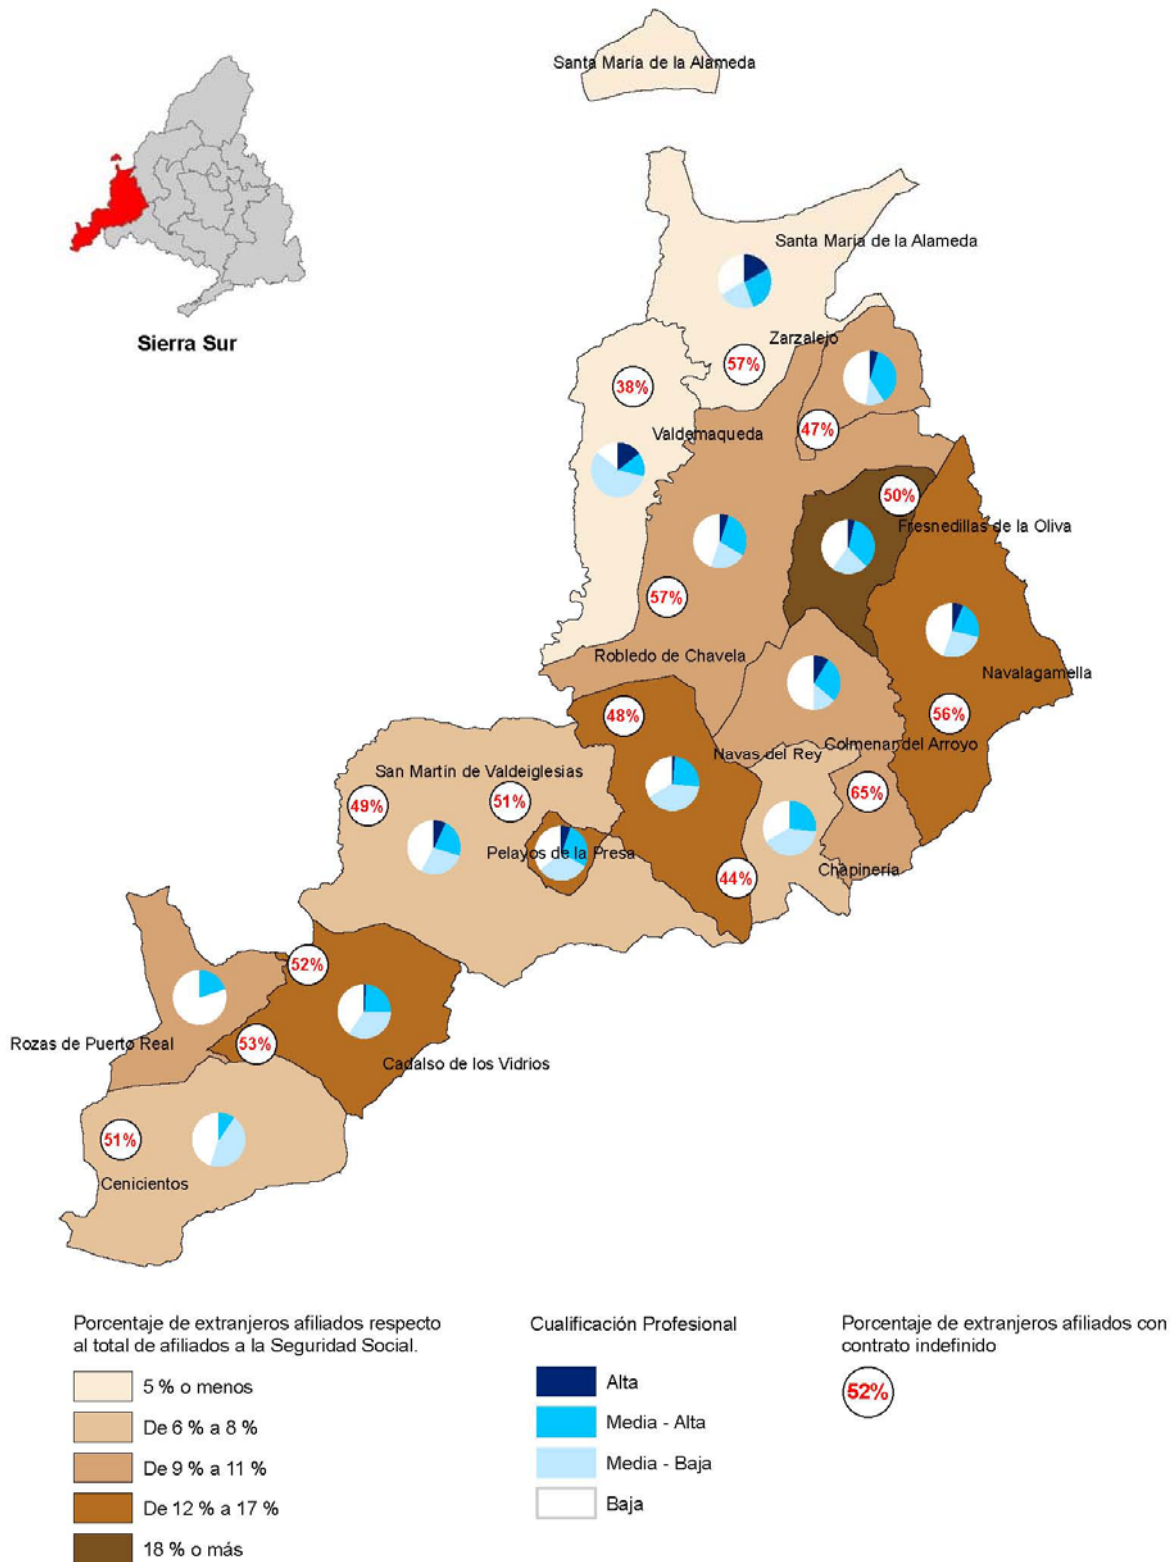 Santa María de la Alameda
Sierra Sur
Santa María de la Alameda
Zarzalejo
57%
38%
Valdemaqueda
47%
50%
Fresnedillas de la Oliva
57%
Robledo de Chavela
Navalagamella
56%
48%
Colmenar del Arroyo
Navas del Rey
San Martín de Valdeiglesias
49%
51%
65%
Pelayos de la Presa
Chapinería
44%
52%
Rozas de Puerto Real
53%
Cadalso de los Vidrios
51%
Cenicientos
Porcentaje de extranjeros afiliados respecto
al total de afiliados a la Seguridad Social.
5 % o menos
De 6 % a 8 %
De 9 % a 11 %
De 12 % a 17 %
18 % o más
Cualificación Profesional
Alta
Media - Alta
Media - Baja
Baja
Porcentaje de extranjeros afiliados con
contrato indefinido
52%